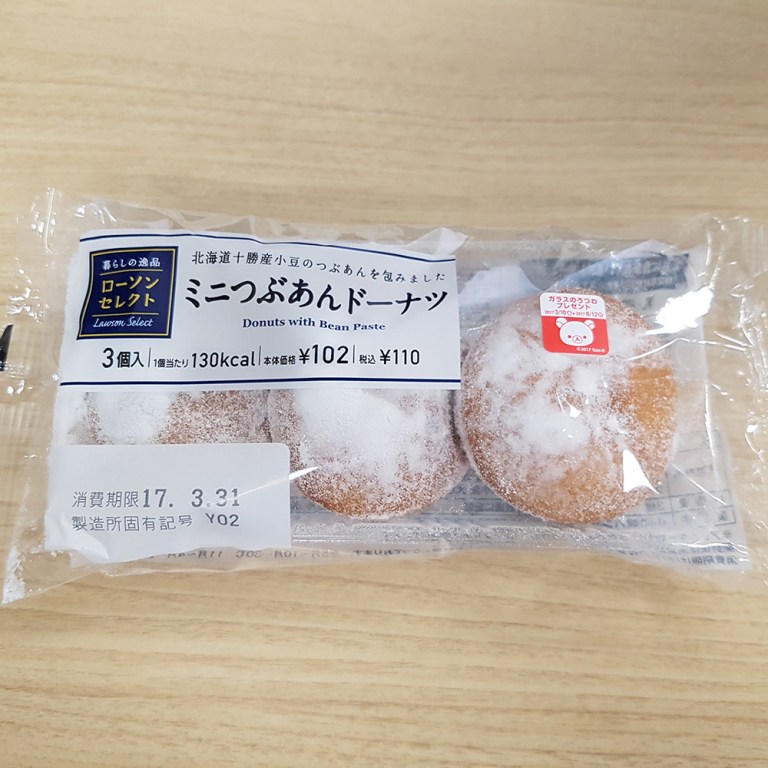 暮らしの逸品
ローソン
セレクト
Lawson Select
北海道十勝産小豆のつぶあんを包みました
ミニつぶあんドーナツ
Donuts with Bean Paste
3個入 1個当たり 130kcal 本体価格 ¥102 税込 ¥110
ガラスのうつわ
プレゼント
消費期限 17. 3.31
製造所固有記号 Y02